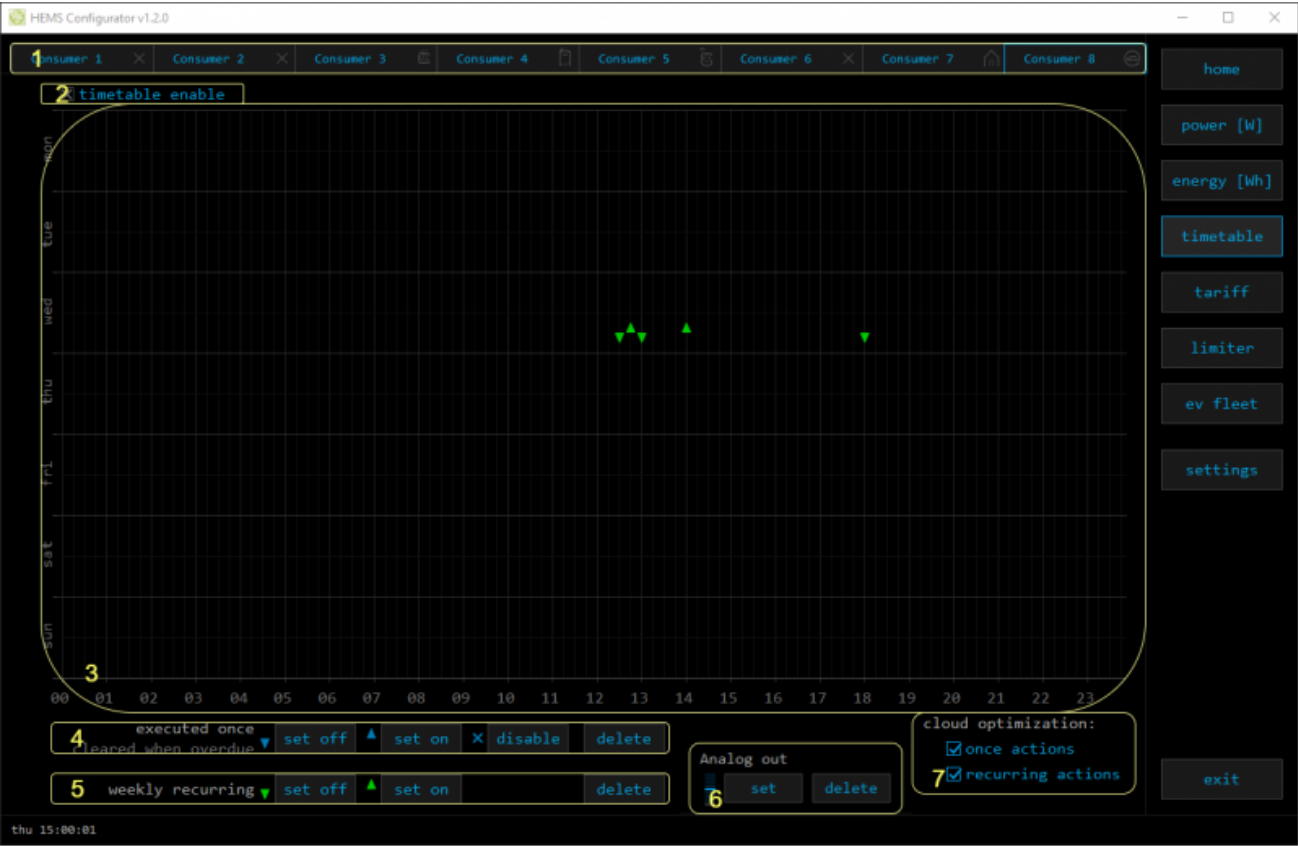 HEMS Configurator v1.2.0
1 Consumer 1 Consumer 2 Consumer 3 Consumer 4 Consumer 5 Consumer 6 Consumer 7 Consumer 8
home
2 timetable enable
power [W]
energy [Wh]
timetable
tariff
limiter
ev fleet
settings
mon
tue
wed
thu
fri
sat
sun
3
00 01 02 03 04 05 06 07 08 09 10 11 12 13 14 15 16 17 18 19 20 21 22 23
4 executed once
cleared when overdue set off set on disable delete
5 weekly recurring set off set on delete
Analog out
6 set delete
cloud optimization:
once actions
7 recurring actions
exit
thu 15:00:01